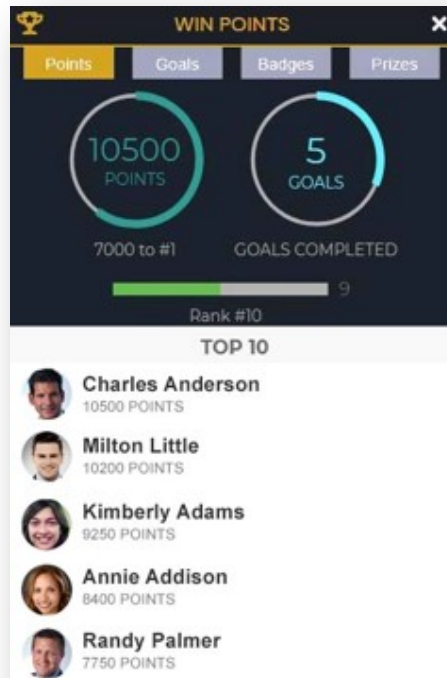 WIN POINTS
×
Points Goals Badges Prizes
10500
POINTS
5
GOALS
7000 to #1
GOALS COMPLETED
9
Rank #10
TOP 10
Charles Anderson
10500 POINTS
Milton Little
10200 POINTS
Kimberly Adams
9250 POINTS
Annie Addison
8400 POINTS
Randy Palmer
7750 POINTS